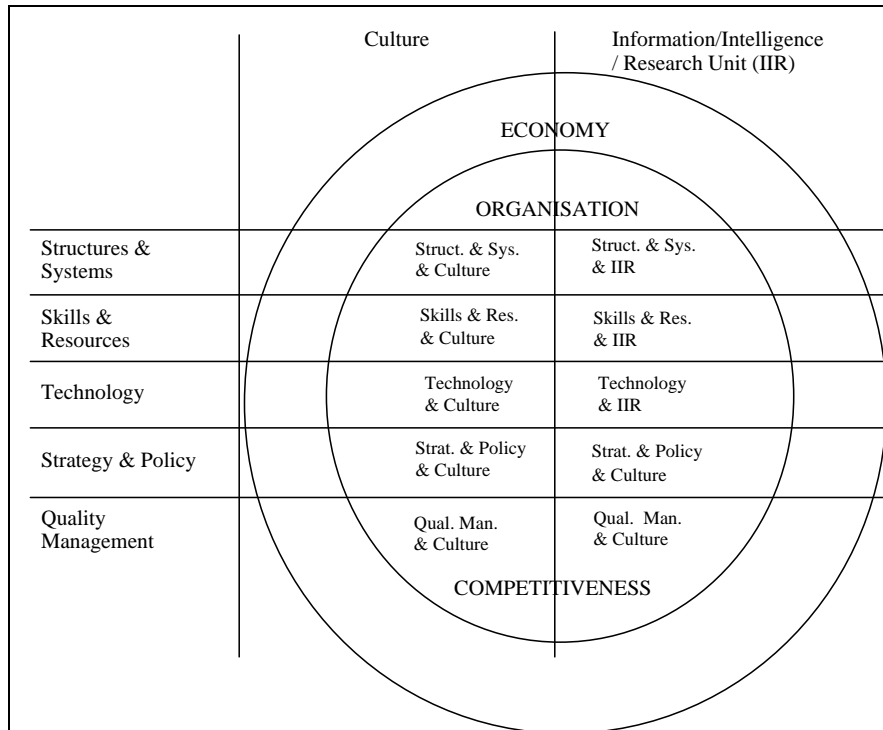 Culture
Information/Intelligence
/ Research Unit (IIR)
ECONOMY
ORGANISATION
Structures &
Systems
Struct. & Sys.
& Culture
Struct. & Sys.
& IIR
Skills &
Resources
Skills & Res.
& Culture
Skills & Res.
& IIR
Technology
Technology
& Culture
Technology
& IIR
Strategy & Policy
Strat. & Policy
& Culture
Strat. & Policy
& Culture
Quality
Management
Qual. Man.
& Culture
Qual. Man.
& Culture
COMPETITIVENESS